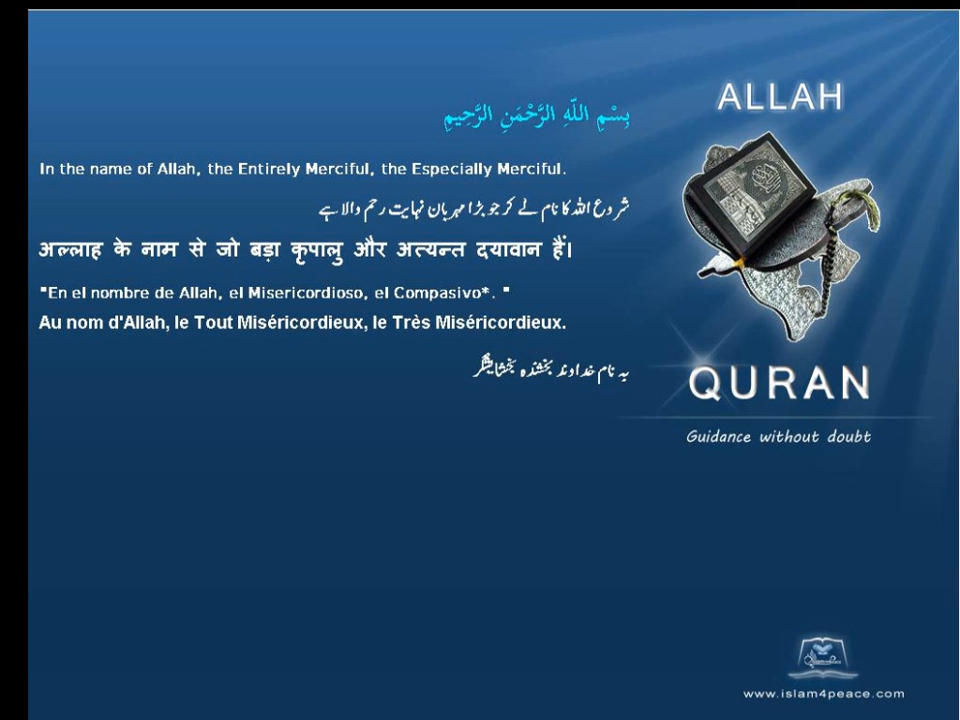 بِسْمِ اللّهِ الرَّحْمَنِ الرَّحِيمِ
In the name of Allah, the Entirely Merciful, the Especially Merciful.
شروع اللہ کا نام لے کر جو بڑا مہربان نہایت رحم والا ہے
अल्लाह के नाम से जो बड़ा कृपालु और अत्यन्त दयावान हैं।
"En el nombre de Allah, el Misericordioso, el Compasivo*. "
Au nom d'Allah, le Tout Miséricordieux, le Très Miséricordieux.
به نام خداوند بخشنده بخشایشگر
ALLAH
QURAN
Guidance without doubt
www.islam4peace.com